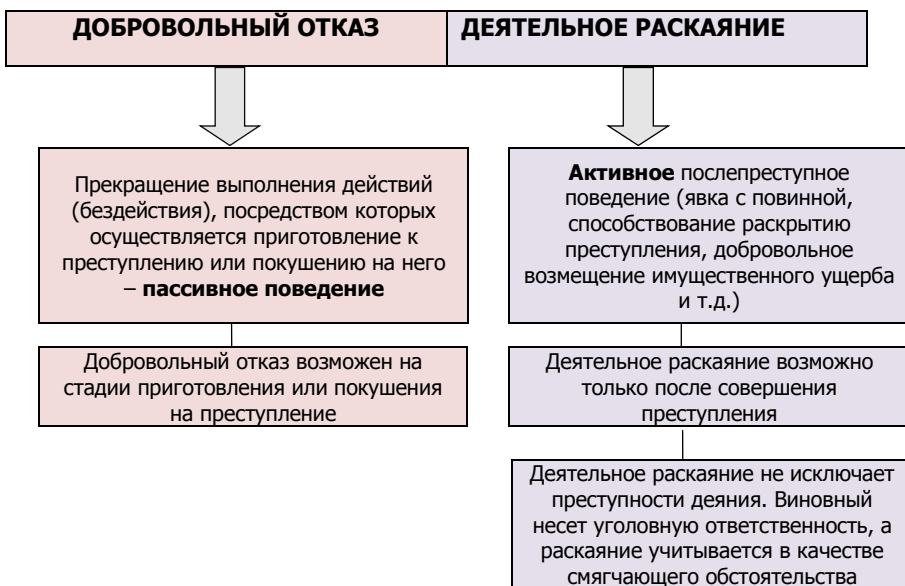 ДОБРОВОЛЬНЫЙ ОТКАЗ
ДЕЯТЕЛЬНОЕ РАСКАЯНИЕ
Прекращение выполнения действий
(бездействия), посредством которых
осуществляется приготовление к
преступлению или покушению на него
– пассивное поведение
Добровольный отказ возможен на
стадии приготовления или покушения
на преступление
Активное послепреступное
поведение (явка с повинной,
способствование раскрытию
преступления, добровольное
возмещение имущественного ущерба
и т.д.)
Деятельное раскаяние возможно
только после совершения
преступления
Деятельное раскаяние не исключает
преступности деяния. Виновный
несет уголовную ответственность, а
раскаяние учитывается в качестве
смягчающего обстоятельства